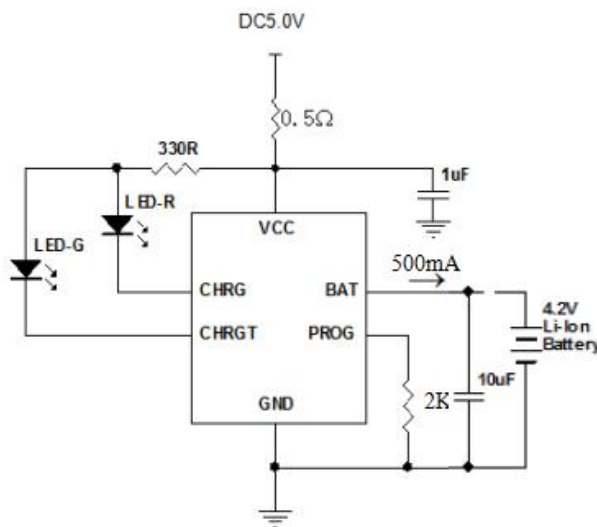 DC5.0V
0.5Ω
330R
1uF
LED-R
VCC
LED-G
500mA
CHRG
BAT
4.2V
Li-Ion
Battery
CHRGT
PROG
10uF
2K
GND